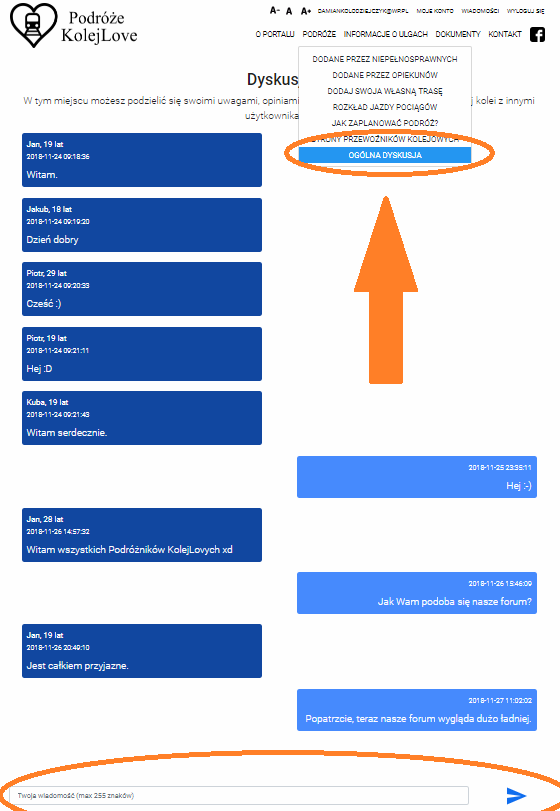 Podróże
KolejLove
A- A A+ DAMIANKOLODZIEJCZYK@WP.PL MOJE KONTO WIADOMOŚCI WYLOGUJ SIĘ
O PORTALU PODRÓŻE INFORMACJE O ULGACH DOKUMENTY KONTAKT
DODANE PRZEZ NIEPEŁNOSPRAWNYCH
DODANE PRZEZ OPIEKUNÓW
DODAJ SWOJA WŁASNĄ TRASĘ
ROZKŁAD JAZDY POCIĄGÓW
JAK ZAPLANOWAĆ PODRÓŻ?
STRONY PRZEWOŹNIKÓW KOLEJOWYCH
OGÓLNA DYSKUSJA
Dyskus
W tym miejscu możesz podzielić się swoimi uwagami, opiniami kolei z innymi
użytkownika
Jan, 19 lat
2018-11-24 09:18:36
Witam.
Jakub, 18 lat
2018-11-24 09:19:20
Dzień dobry
Piotr, 29 lat
2018-11-24 09:20:33
Cześć :)
Piotr, 19 lat
2018-11-24 09:21:11
Hej :D
Kuba, 19 lat
2018-11-24 09:21:43
Witam serdecznie.
2018-11-25 23:35:11
Hej :-)
Jan, 28 lat
2018-11-26 14:57:32
Witam wszystkich Podróżników KolejLovych xd
2018-11-26 15:46:09
Jak Wam podoba się nasze forum?
Jan, 19 lat
2018-11-26 20:49:10
Jest całkiem przyjazne.
2018-11-27 11:02:02
Popatrzcie, teraz nasze forum wygląda dużo ładniej.
Twoja wiadomość (max 255 znaków)